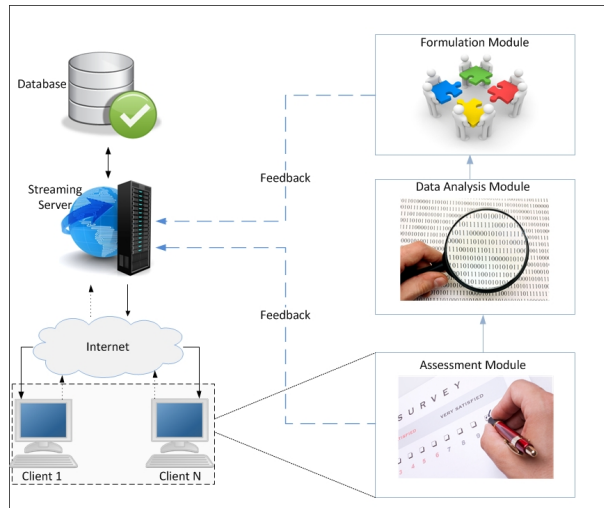 Formulation Module
Database
Streaming
Server
Feedback
Data Analysis Module
Feedback
Internet
Assessment Module
SURVEY
VERY SATISFIED
Client 1
Client N